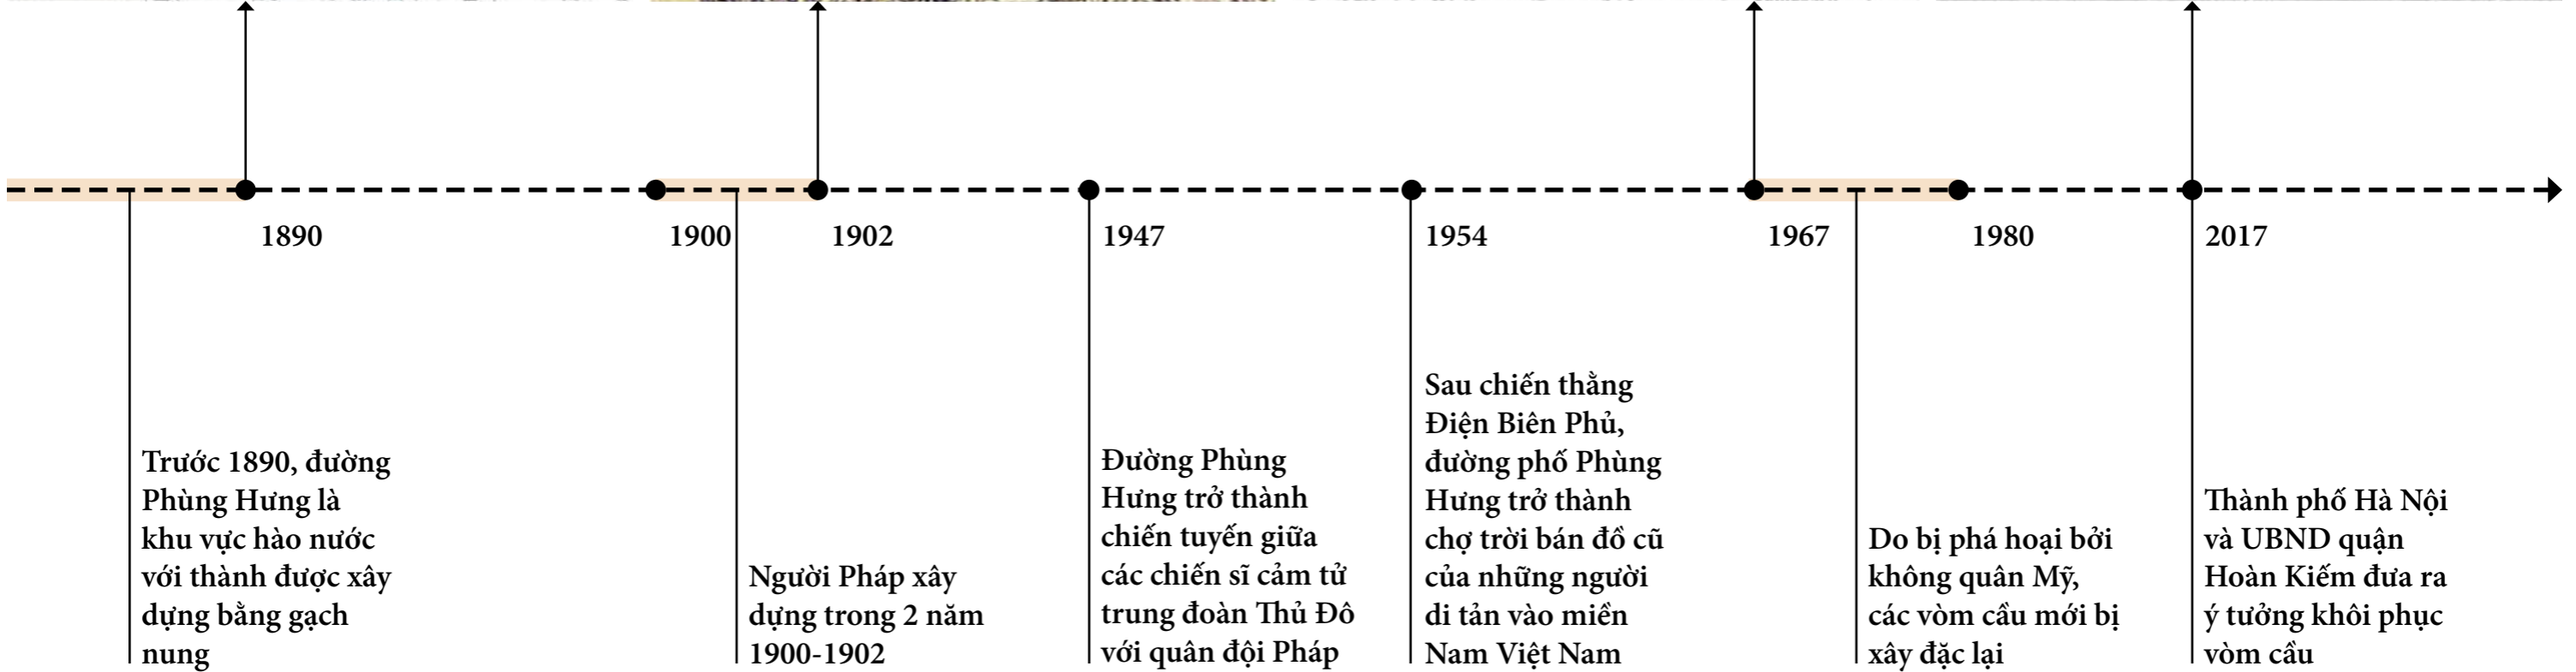 1890
1900
1902
1947
1954
1967
1980
2017
Trước 1890, đường
Phùng Hưng là
khu vực hào nước
với thành được xây
dựng bằng gạch
nung
Người Pháp xây
dựng trong 2 năm
1900-1902
Đường Phùng
Hưng trở thành
chiến tuyến giữa
các chiến sĩ cảm tử
trung đoàn Thủ Đô
với quân đội Pháp
Sau chiến thằng
Điện Biên Phủ,
đường phố Phùng
Hưng trở thành
chợ trời bán đồ cũ
của những người
di tản vào miền
Nam Việt Nam
Do bị phá hoại bởi
không quân Mỹ,
các vòm cầu mới bị
xây đặc lại
Thành phố Hà Nội
và UBND quận
Hoàn Kiếm đưa ra
ý tưởng khôi phục
vòm cầu